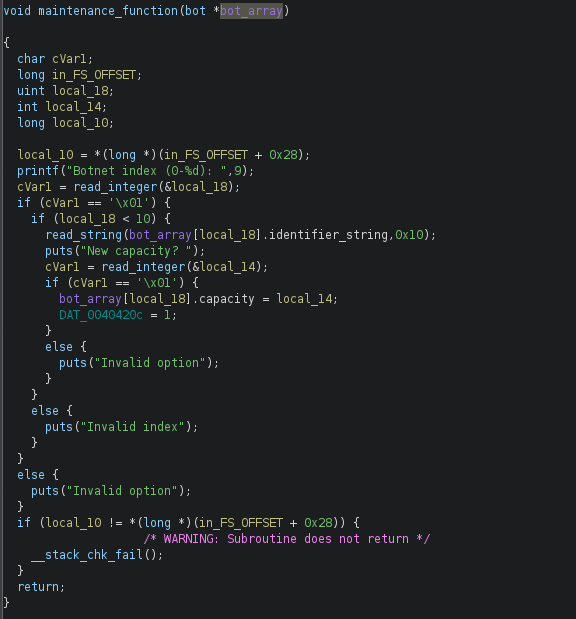 void maintenance_function(bot *bot_array)
{
  char cVar1;
  long in_FS_OFFSET;
  uint local_18;
  int local_14;
  long local_10;
  local_10 = *(long *)(in_FS_OFFSET + 0x28);
  printf("Botnet index (0-%d): ",9);
  cVar1 = read_integer(&local_18);
  if (cVar1 == '\x01') {
    if (local_18 < 10) {
      read_string(bot_array[local_18].identifier_string,0x10);
      puts("New capacity? ");
      cVar1 = read_integer(&local_14);
      if (cVar1 == '\x01') {
        bot_array[local_18].capacity = local_14;
        DAT_0040420c = 1;
      }
      else {
        puts("Invalid option");
      }
    }
    else {
      puts("Invalid index");
    }
  }
  else {
    puts("Invalid option");
  }
  if (local_10 != *(long *)(in_FS_OFFSET + 0x28)) {
                    /* WARNING: Subroutine does not return */
    __stack_chk_fail();
  }
  return;
}